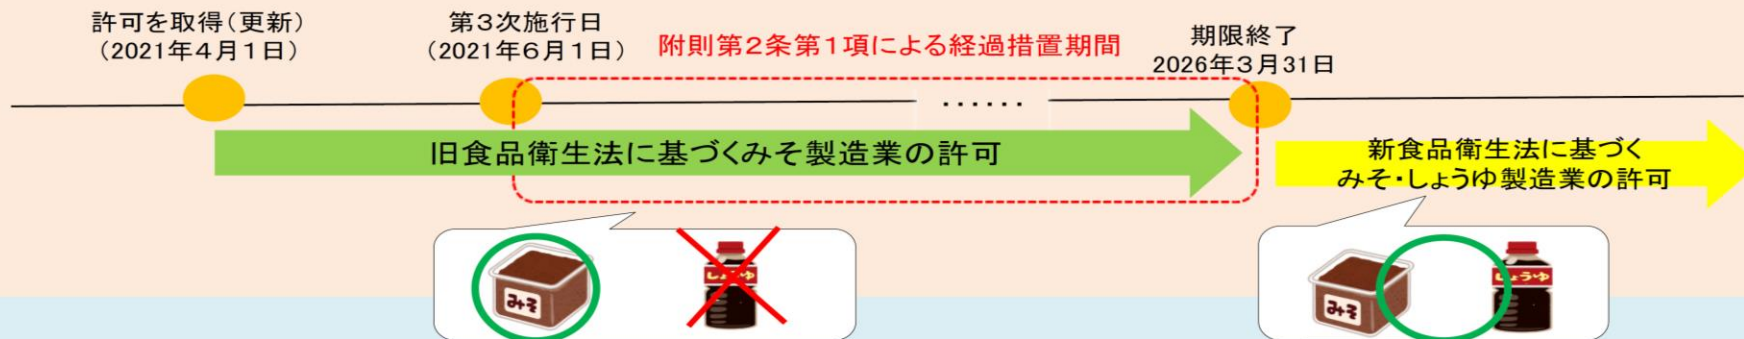 許可を取得（更新）
（2021年４月１日）
第３次施行日
（2021年６月１日）
附則第２条第１項による経過措置期間
期限終了
2026年３月31日
……
旧食品衛生法に基づくみそ製造業の許可
新食品衛生法に基づく
みそ・しょうゆ製造業の許可
みそ
しょうゆ
みそ
しょうゆ